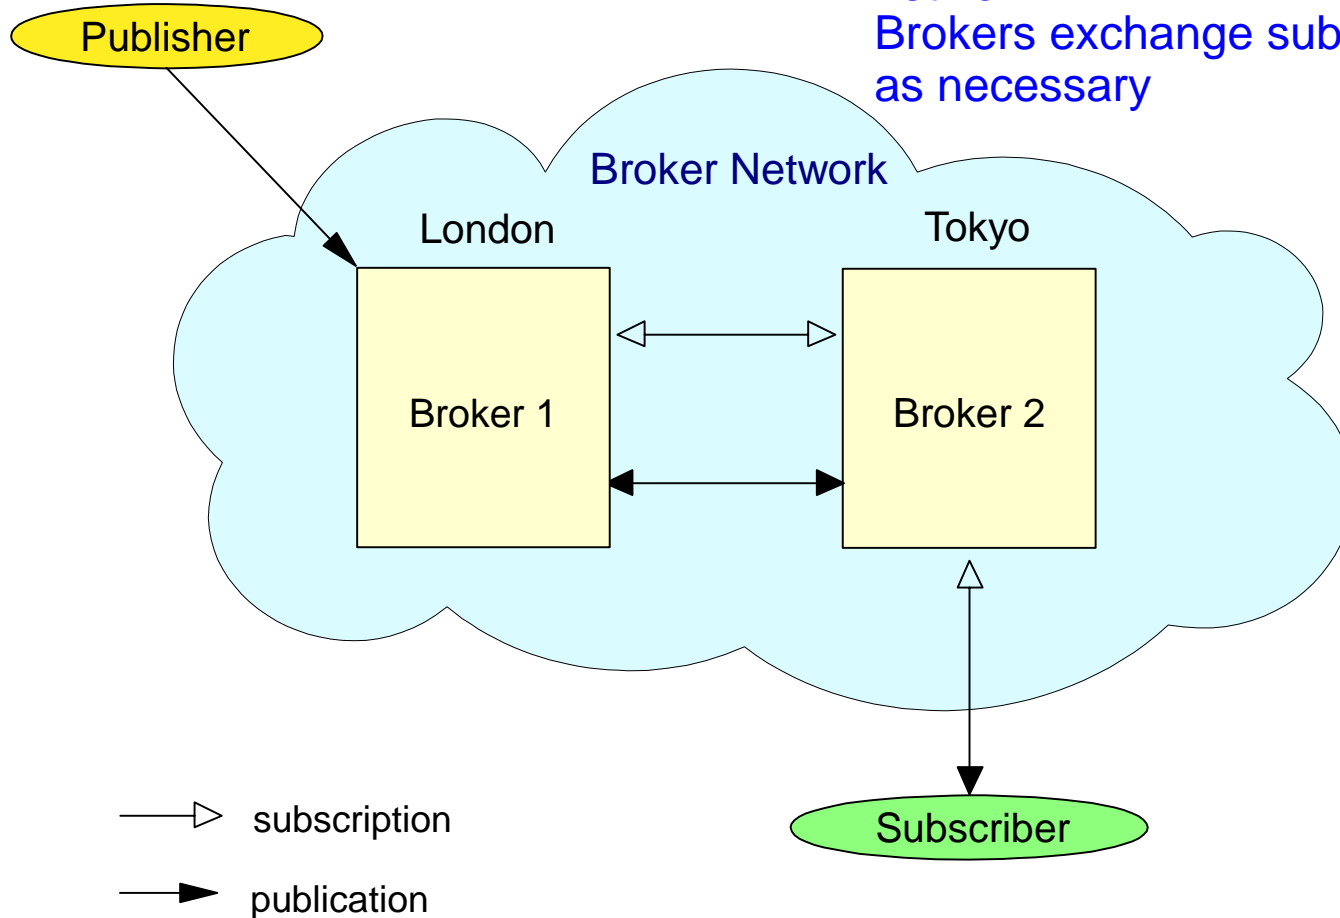 Publisher
Brokers exchange sub
as necessary
Broker Network
London
Tokyo
Broker 1
Broker 2
subscription
Subscriber
publication